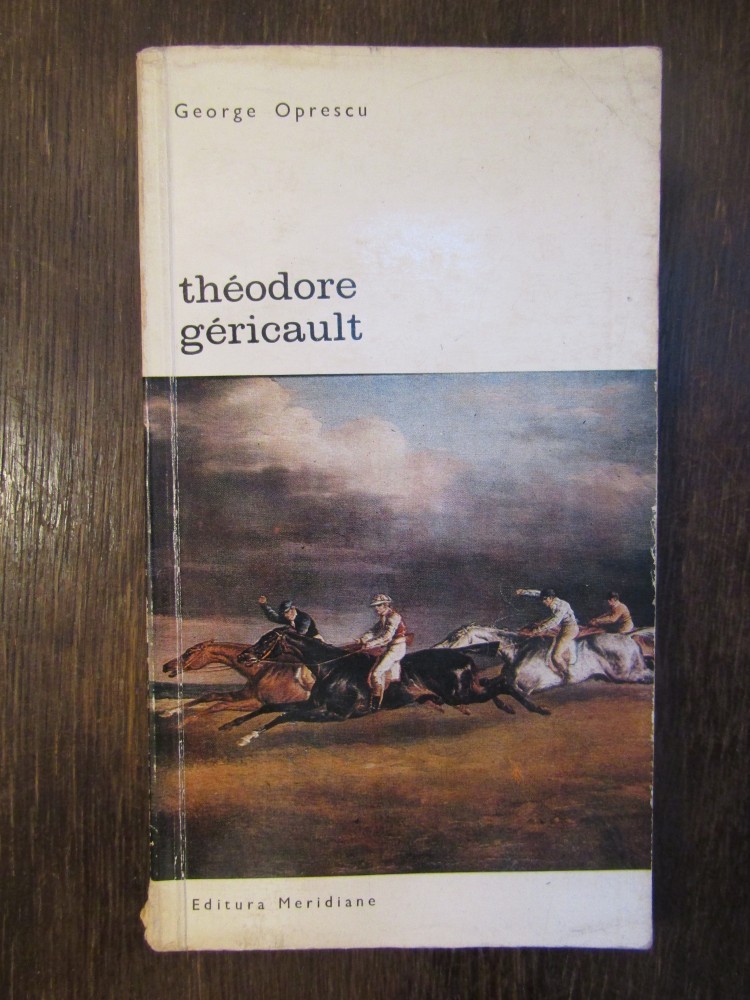 George Oprescu
théodore
géricault
Editura Meridiane